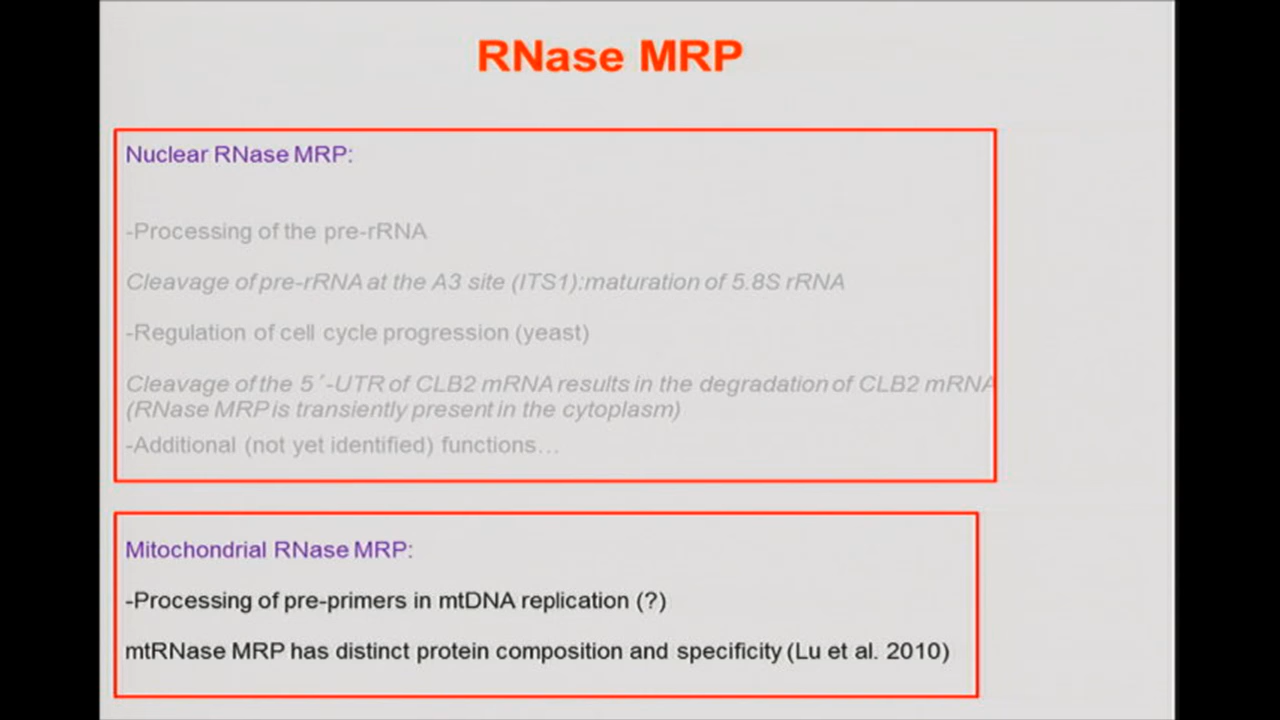 RNase MRP
Nuclear RNase MRP:
-Processing of the pre-rRNA
Cleavage of pre-rRNA at the A3 site (ITS1):maturation of 5.8S rRNA
-Regulation of cell cycle progression (yeast)
Cleavage of the 5´-UTR of CLB2 mRNA results in the degradation of CLB2 mRNA
(RNase MRP is transiently present in the cytoplasm)
-Additional (not yet identified) functions…
Mitochondrial RNase MRP:
-Processing of pre-primers in mtDNA replication (?)
mtRNase MRP has distinct protein composition and specificity (Lu et al. 2010)